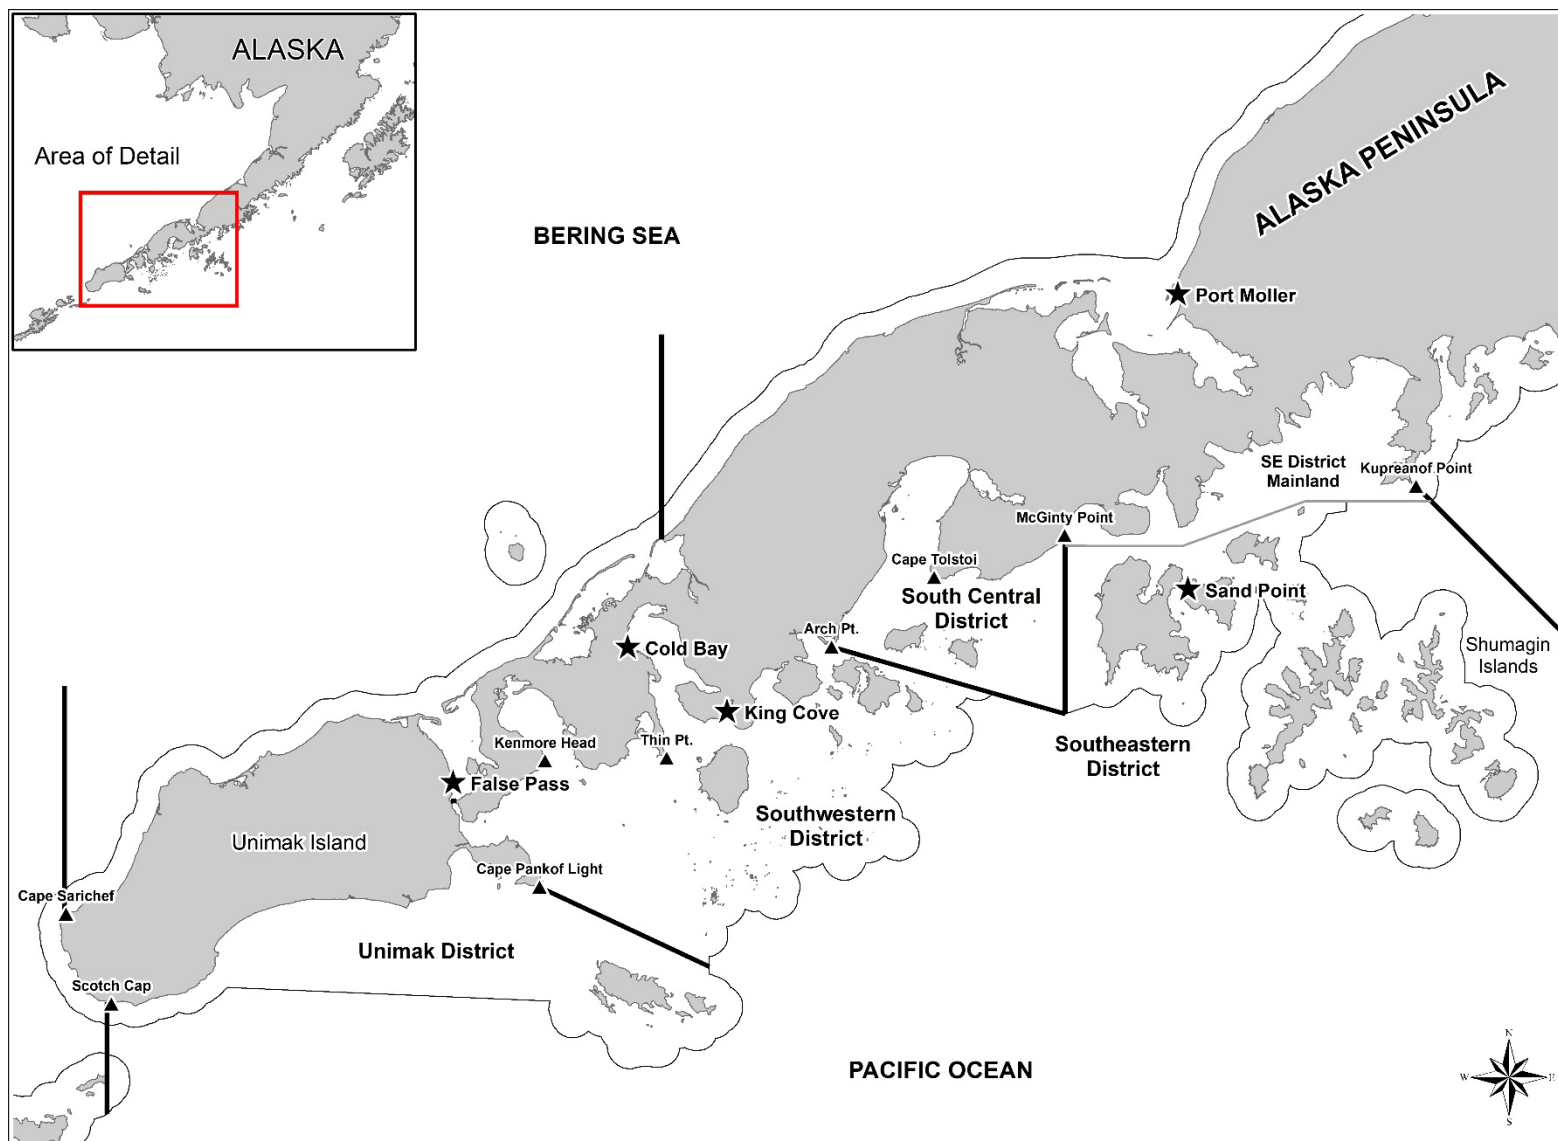 ALASKA
Area of Detail
BERING SEA
ALASKA PENINSULA
Port Moller
SE District
Mainland
Kupreanof Point
McGinty Point
Cape Tolstoi
South Central
District
Sand Point
Arch Pt.
Shumagin
Islands
Cold Bay
King Cove
Kenmore Head
Thin Pt.
Southeastern
District
False Pass
Southwestern
District
Unimak Island
Cape Pankof Light
Cape Sarichef
Unimak District
Scotch Cap
PACIFIC OCEAN
N
W
E
S